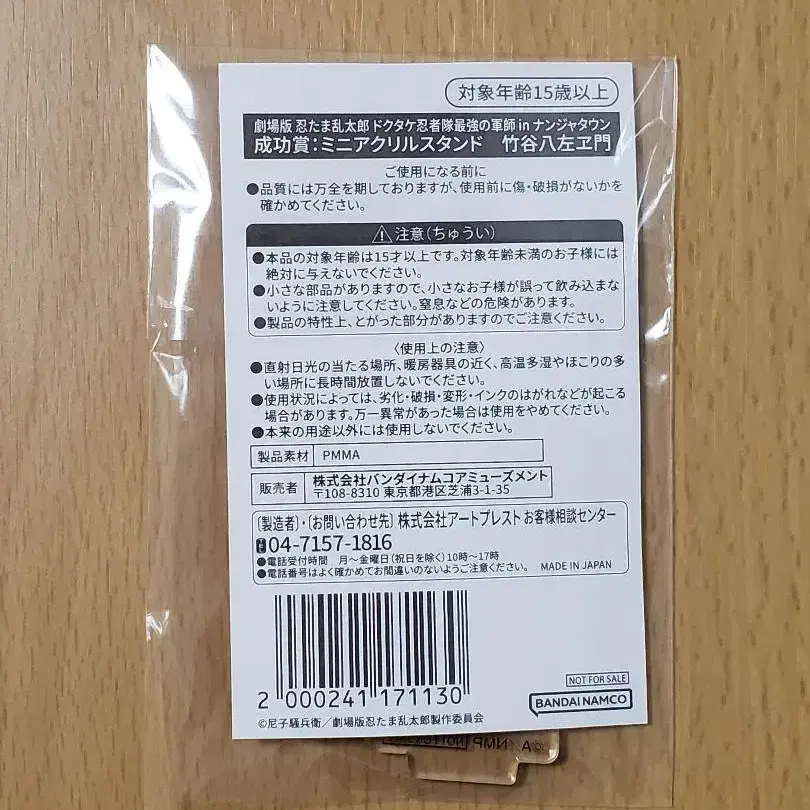 対象年齢15歳以上
劇場版 忍たま乱太郎 ドクタケ忍者隊最強の軍師 in ナンジャタウン
成功賞:ミニアクリルスタンド　竹谷八左ヱ門
ご使用になる前に
●品質には万全を期しておりますが、使用前に傷・破損がないかを
確かめてください。
⚠注意(ちゅうい)
●本品の対象年齢は15才以上です。対象年齢未満のお子様には
絶対に与えないでください。
●小さな部品がありますので、小さなお子様が誤って飲み込まな
いように注意してください。窒息などの危険があります。
●製品の特性上、とがった部分がありますのでご注意ください。
〈使用上の注意〉
●直射日光の当たる場所、暖房器具の近く、高温多湿やほこりの多
い場所に長時間放置しないでください。
●使用状況によっては、劣化・破損・変形・インクのはがれなどが起こる
場合があります。万一異常があった場合は使用をやめてください。
●本来の用途以外には使用しないでください。
製品素材 PMMA
販売者 株式会社バンダイナムコアミューズメント
〒108-8310 東京都港区芝浦3-1-35
〔製造者〕・〔お問い合わせ先〕株式会社アートプレスト お客様相談センター
04-7157-1816
●電話受付時間　月～金曜日(祝日を除く)10時～17時
●電話番号はよく確かめてお間違いのないようご注意ください。 MADE IN JAPAN
2 000241 171130
NOT FOR SALE
BANDAI NAMCO
©尼子騒兵衛／劇場版忍たま乱太郎製作委員会